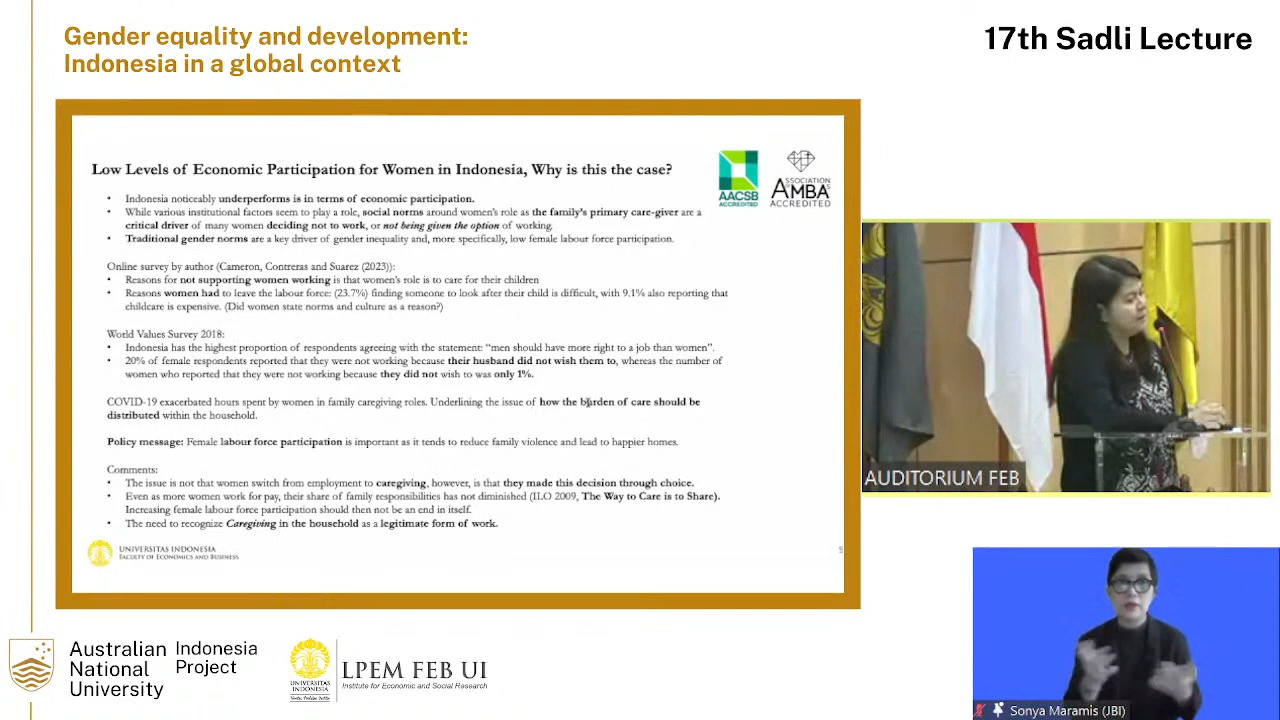 Gender equality and development:
Indonesia in a global context
17th Sadli Lecture
Low Levels of Economic Participation for Women in Indonesia, Why is this the case?
AACSB
ACCREDITED
ASSOCIATION
AMBA
ACCREDITED
• Indonesia noticeably underperforms is in terms of economic participation.
• While various institutional factors seem to play a role, social norms around women's role as the family's primary care-giver are a
critical driver of many women deciding not to work, or not being given the option of working.
• Traditional gender norms are a key driver of gender inequality and, more specifically, low female labour force participation.
Online survey by author (Cameron, Contreras and Suarez (2023)):
• Reasons for not supporting women working is that women's role is to care for their children
• Reasons women had to leave the labour force: (23.7%) finding someone to look after their child is difficult, with 9.1% also reporting that
childcare is expensive. (Did women state norms and culture as a reason?)
World Values Survey 2018:
• Indonesia has the highest proportion of respondents agreeing with the statement: "men should have more right to a job than women".
• 20% of female respondents reported that they were not working because their husband did not wish them to, whereas the number of
women who reported that they were not working because they did not wish to was only 1%.
COVID-19 exacerbated hours spent by women in family caregiving roles. Underlining the issue of how the burden of care should be
distributed within the household.
Policy message: Female labour force participation is important as it tends to reduce family violence and lead to happier homes.
Comments:
• The issue is not that women switch from employment to caregiving, however, is that they made this decision through choice.
• Even as more women work for pay, their share of family responsibilities has not diminished (ILO 2009, The Way to Care is to Share).
Increasing female labour force participation should then not be an end in itself.
• The need to recognize Caregiving in the household as a legitimate form of work.
UNIVERSITAS INDONESIA
FACULTY OF ECONOMICS AND BUSINESS
AUDITORIUM FEB
Australian
National
University
Indonesia
Project
UNIVERSITAS
INDONESIA
LPEM FEB UI
Institute for Economic and Social Research
Sonya Maramis (JBI)